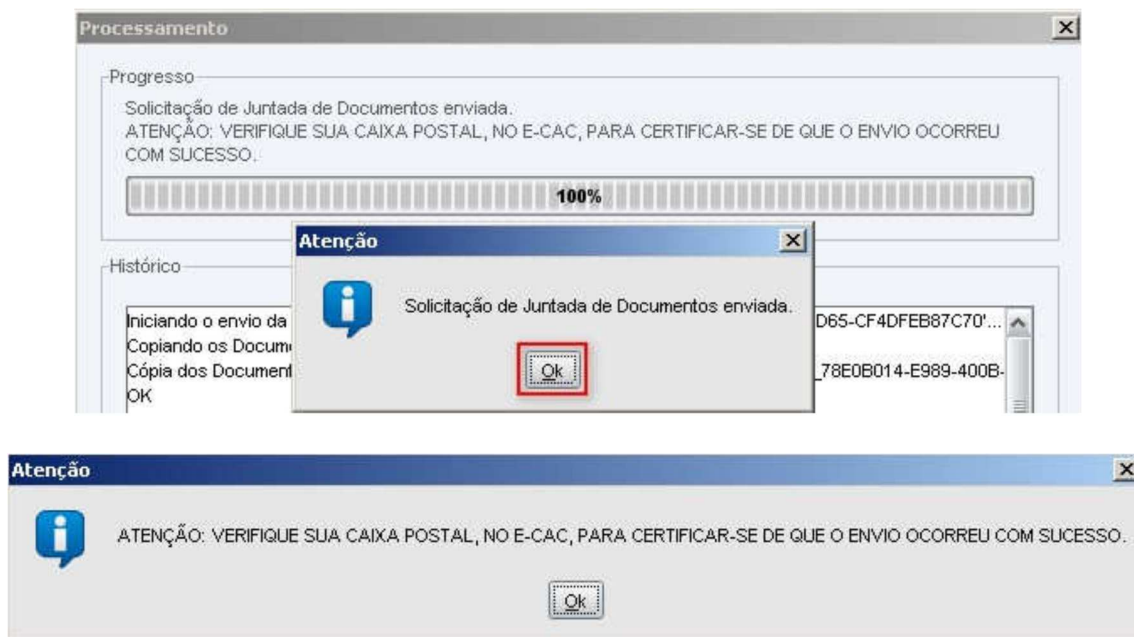 Processamento
Progresso
Solicitação de Juntada de Documentos enviada.
ATENÇÃO: VERIFIQUE SUA CAIXA POSTAL, NO E-CAC, PARA CERTIFICAR-SE DE QUE O ENVIO OCORREU
COM SUCESSO.
100%
Atenção
Solicitação de Juntada de Documentos enviada.
Ok
Histórico
Iniciando o envio da D65-CF4DFEB87C70'...
Copiando os Docum
Cópia dos Document _78E0B014-E989-400B-
OK
Atenção
ATENÇÃO: VERIFIQUE SUA CAIXA POSTAL, NO E-CAC, PARA CERTIFICAR-SE DE QUE O ENVIO OCORREU COM SUCESSO.
Ok